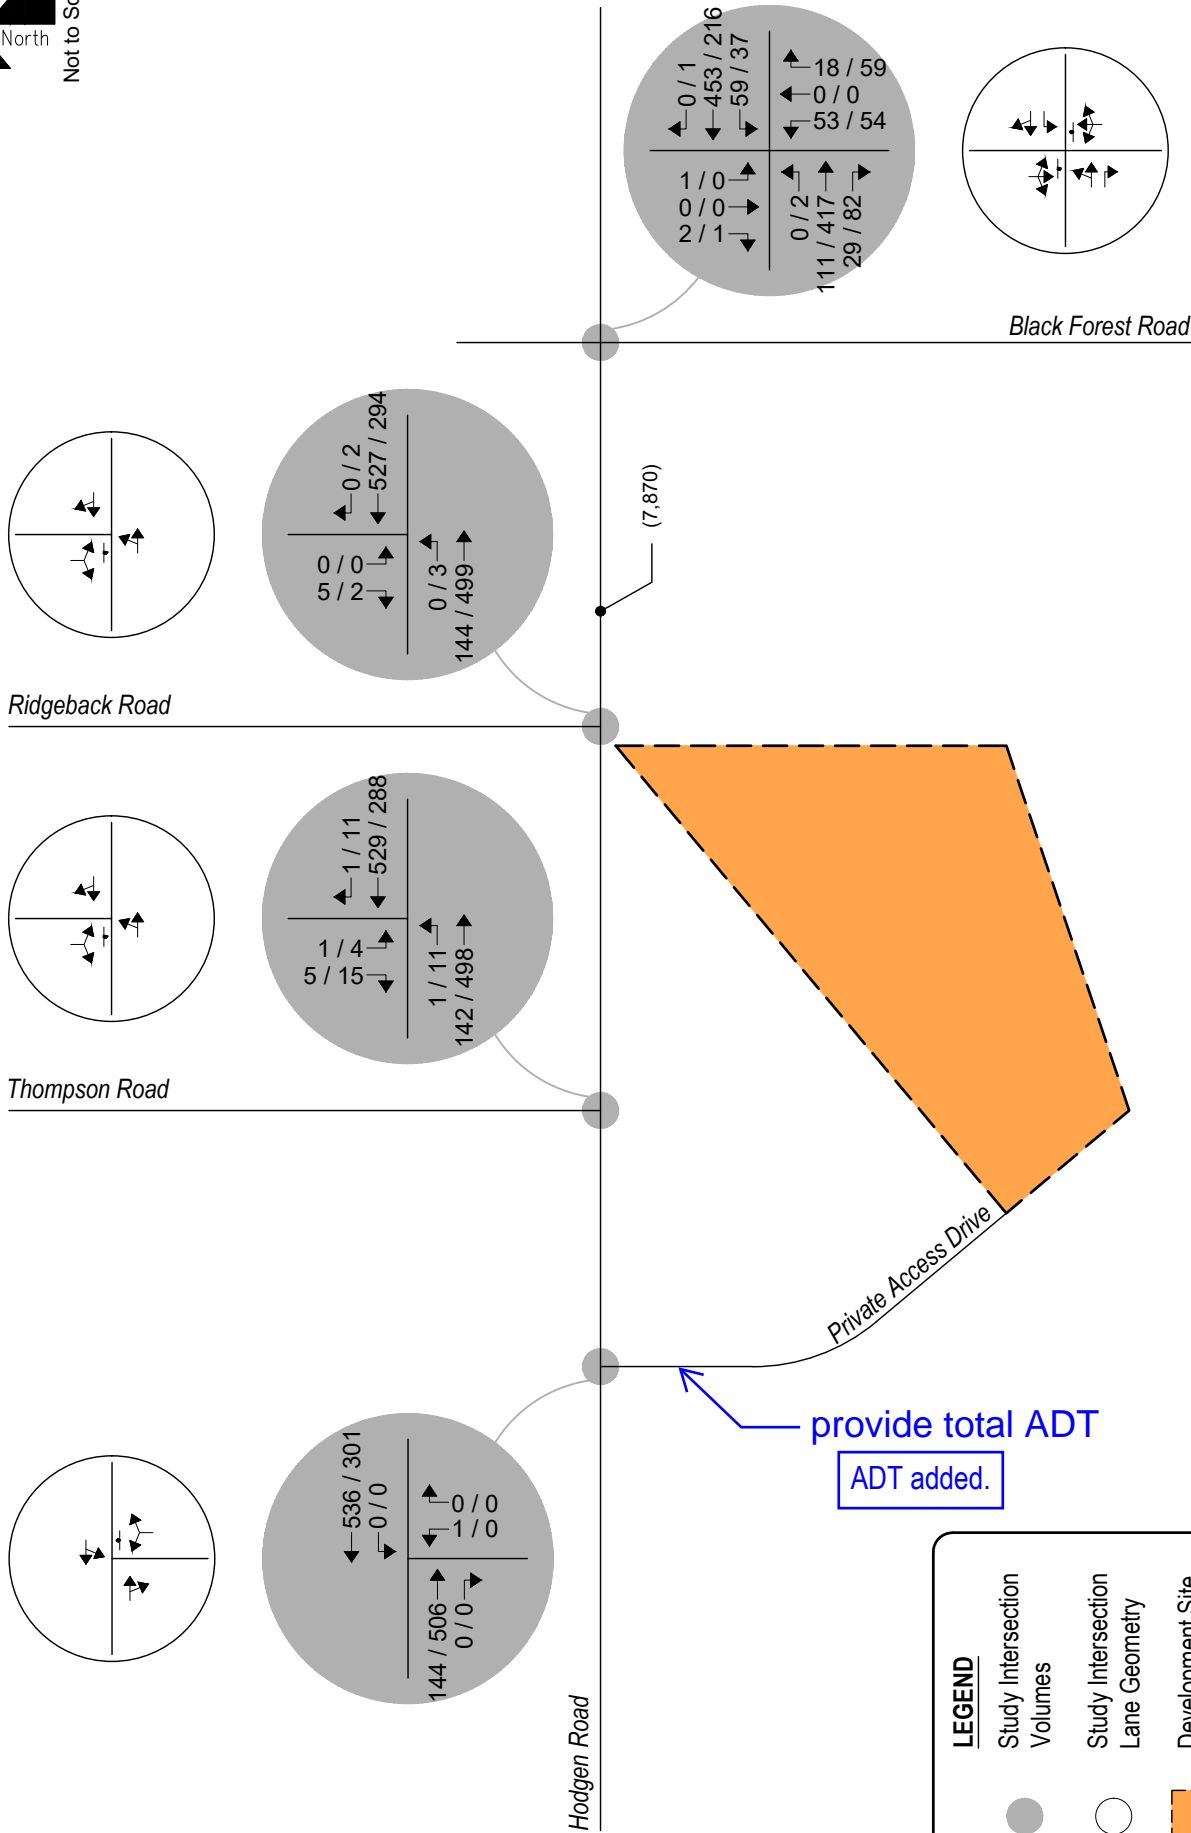 North
Not to
0 / 1
453 / 216
59 / 37
18 / 59
0 / 0
53 / 54
1 / 0
0 / 0
2 / 1
0 / 2
111 / 417
29 / 82
Black Forest Road
0 / 2
527 / 294
0 / 0
5 / 2
0 / 3
144 / 499
(7,870)
Ridgeback Road
1 / 11
529 / 288
1 / 4
5 / 15
1 / 11
142 / 498
Thompson Road
Private Access Drive
provide total ADT
ADT added.
536 / 301
0 / 0
0 / 0
1 / 0
144 / 506
0 / 0
Hodgen Road
LEGEND
Study Intersection
Volumes
Study Intersection
Lane Geometry
Development Site